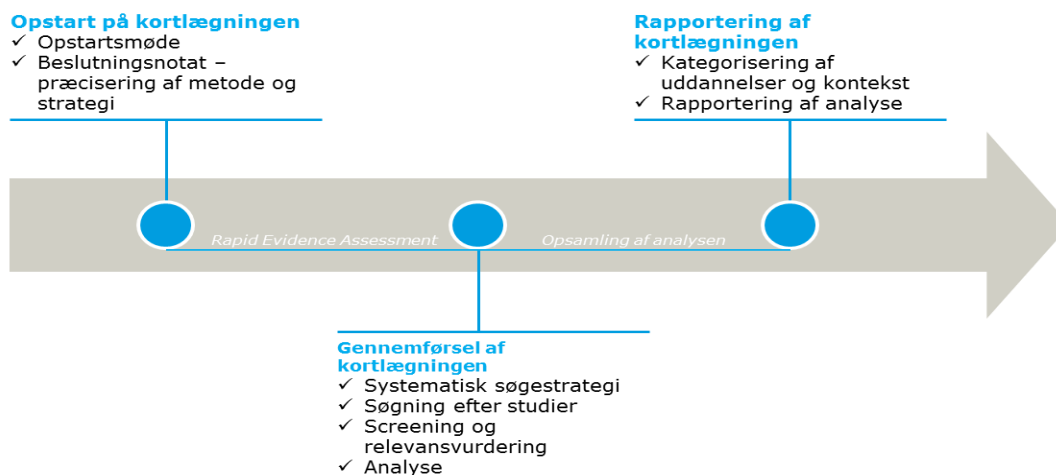 Opstart på kortlægningen
✓ Opstartsmøde
✓ Beslutningsnotat –
præcisering af metode og
strategi
Rapportering af
kortlægningen
✓ Kategorisering af
uddannelser og kontekst
✓ Rapportering af analyse
Rapid Evidence Assessment
Opsamling af analysen
Gennemførsel af
kortlægningen
✓ Systematisk søgestrategi
✓ Søgning efter studier
✓ Screening og
relevansvurdering
✓ Analyse